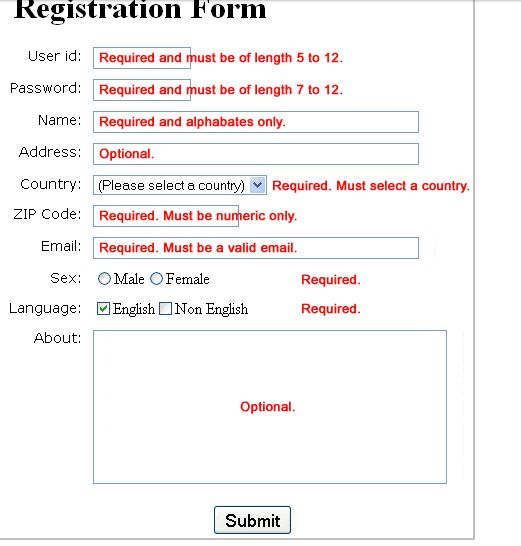 Registration Form
User id: Required and must be of length 5 to 12.
Password: Required and must be of length 7 to 12.
Name: Required and alphabates only.
Address: Optional.
Country: (Please select a country) Required. Must select a country.
ZIP Code: Required. Must be numeric only.
Email: Required. Must be a valid email.
Sex: Male Female Required.
Language: English Non English Required.
About:
Optional.
Submit